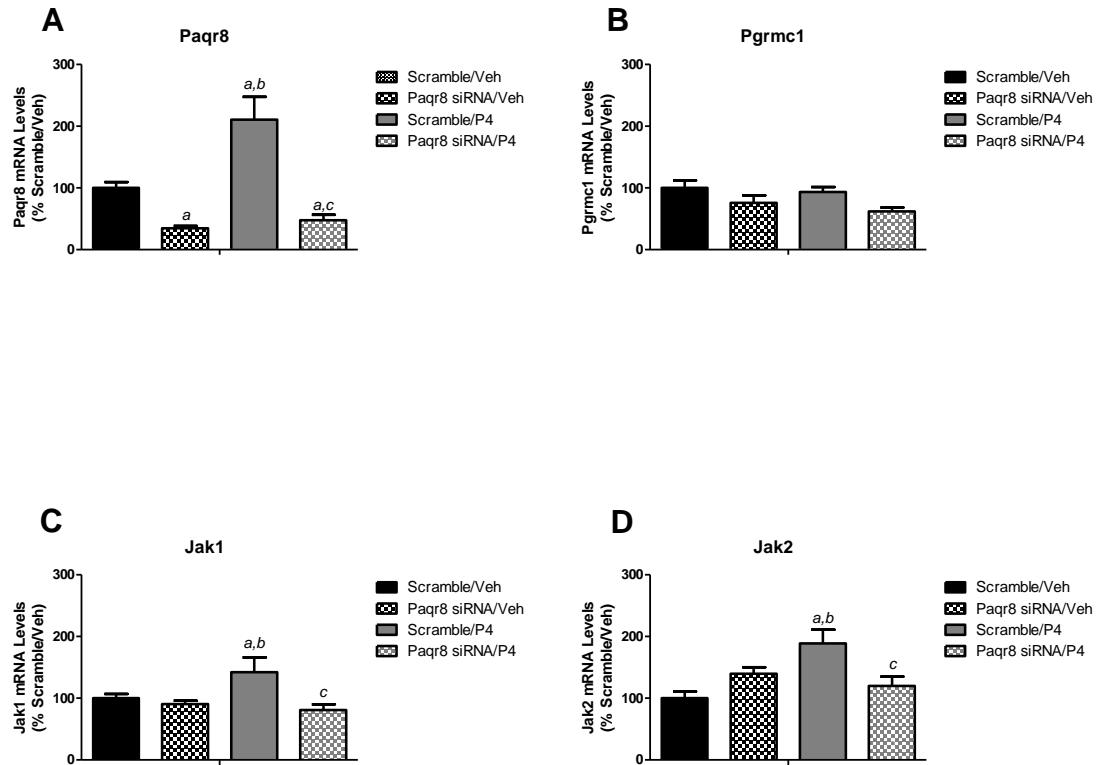 A
Paqr8
Paqr8 mRNA Levels
(% Scramble/Veh)
300
200
100
0
a
a,b
a,c
Scramble/Veh
Paqr8 siRNA/Veh
Scramble/P4
Paqr8 siRNA/P4
B
Pgrmc1
Pgrmc1 mRNA Levels
(% Scramble/Veh)
300
200
100
0
Scramble/Veh
Paqr8 siRNA/Veh
Scramble/P4
Paqr8 siRNA/P4
C
Jak1
Jak1 mRNA Levels
(% Scramble/Veh)
300
200
100
0
a,b
c
Scramble/Veh
Paqr8 siRNA/Veh
Scramble/P4
Paqr8 siRNA/P4
D
Jak2
Jak2 mRNA Levels
(% Scramble/Veh)
300
200
100
0
a,b
c
Scramble/Veh
Paqr8 siRNA/Veh
Scramble/P4
Paqr8 siRNA/P4